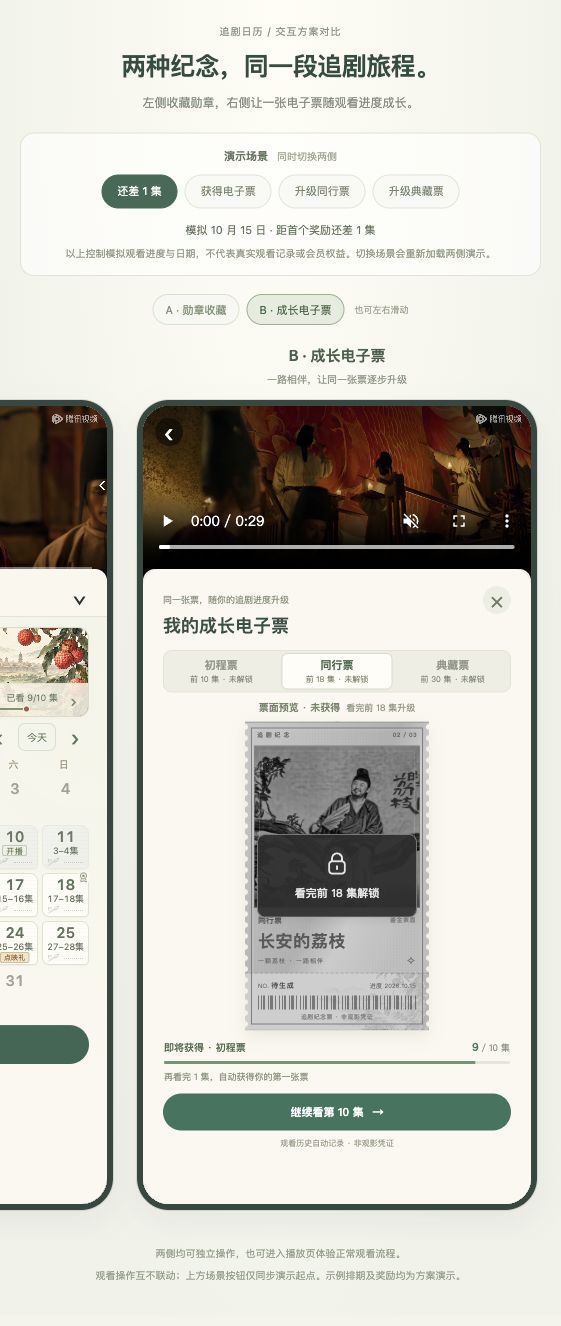 追剧日历 / 交互方案对比
两种纪念，同一段追剧旅程。
左侧收藏勋章，右侧让一张电子票随观看进度成长。
演示场景 同时切换两侧
还差 1 集
获得电子票
升级同行票
升级典藏票
模拟 10 月 15 日 · 距首个奖励还差 1 集
以上控制模拟观看进度与日期，不代表真实观看记录或会员权益。切换场景会重新加载两侧演示。
A · 勋章收藏
B · 成长电子票
也可左右滑动
B · 成长电子票
一路相伴，让同一张票逐步升级
腾讯视频
已看 9/10 集
今天
六 日
3 4
10 11
开播 3–4集
17 18
15–16集 17–18集
24 25
25–26集 27–28集
点映礼
31
腾讯视频
0:00 / 0:29
同一张票，随你的追剧进度升级
我的成长电子票
初程票
前 10 集 · 未解锁
同行票
前 18 集 · 未解锁
典藏票
前 30 集 · 未解锁
票面预览 · 未获得 看完前 18 集升级
追剧纪念 02 / 03
荔枝
看完前 18 集解锁
同行票
长安的荔枝
一颗荔枝 · 一路相伴
NO. 待生成 进度 2026.10.15
追剧纪念票 · 非观影凭证
即将获得 · 初程票 9 / 10 集
再看完 1 集，自动获得你的第一张票
继续看第 10 集 →
观看历史自动记录 · 非观影凭证
两侧均可独立操作，也可进入播放页体验正常观看流程。
观看操作互不联动；上方场景按钮仅同步演示起点。示例排期及奖励均为方案演示。